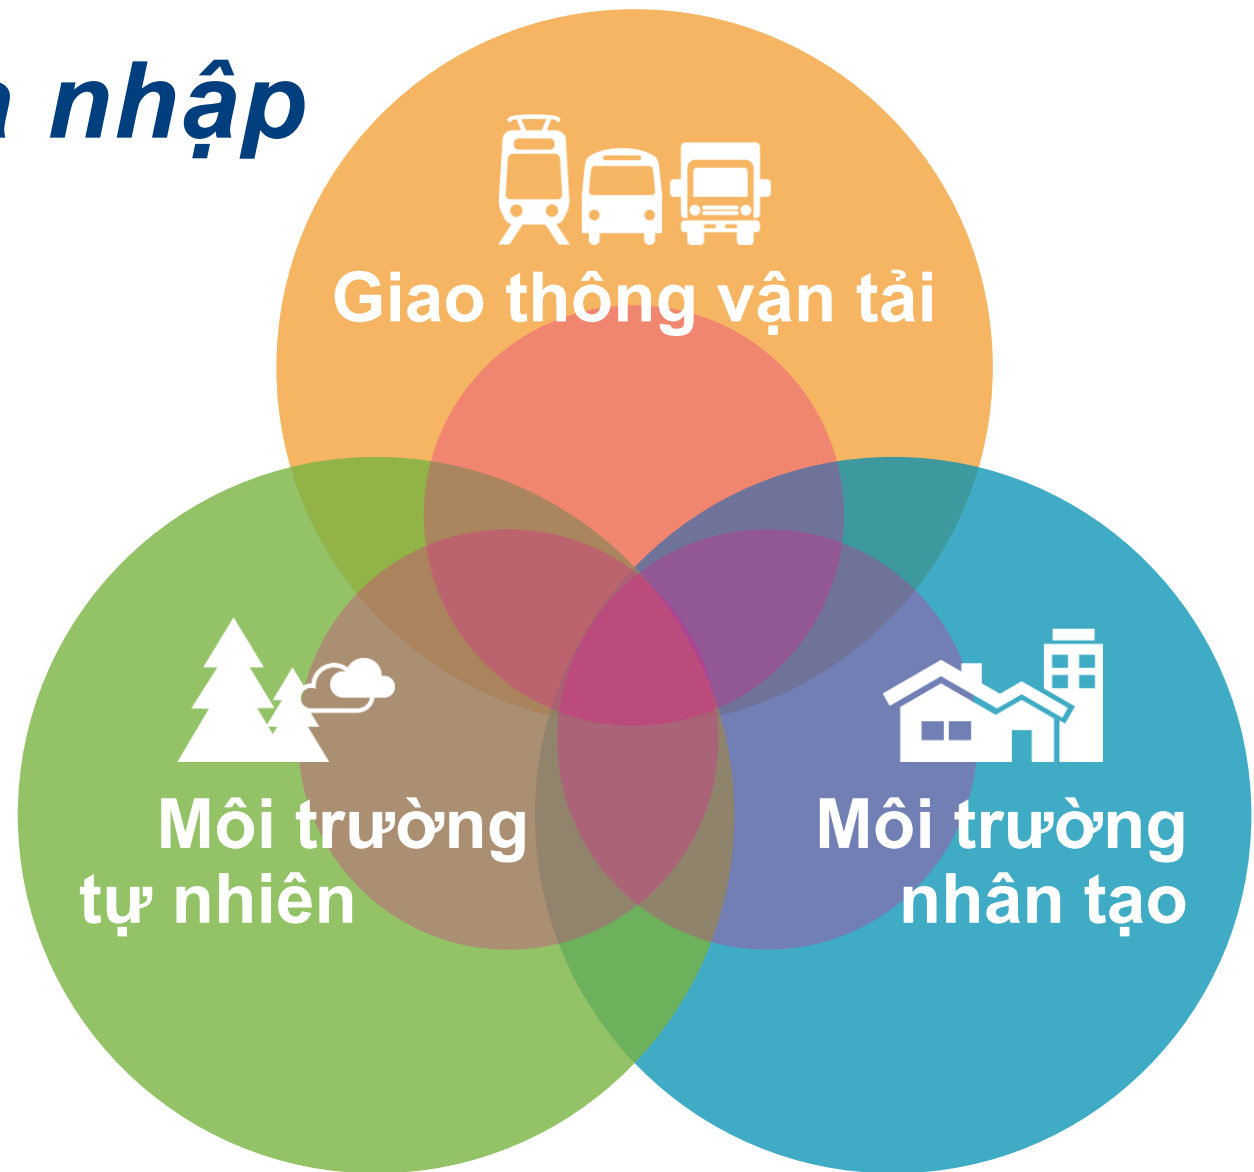 nhập
Giao thông vận tải
Môi trường
tự nhiên
Môi trường
nhân tạo